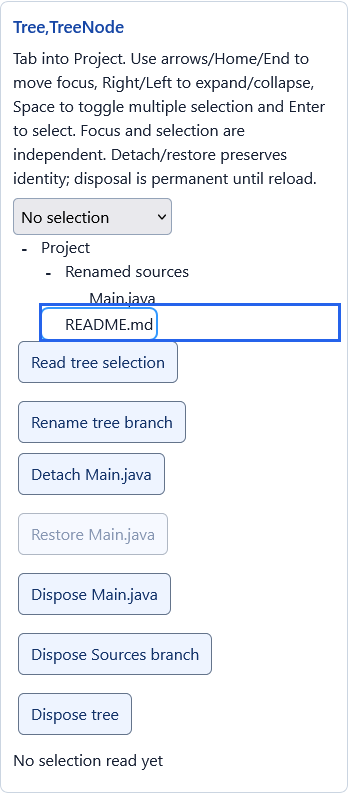 Tree,TreeNode
Tab into Project. Use arrows/Home/End to
move focus, Right/Left to expand/collapse,
Space to toggle multiple selection and Enter
to select. Focus and selection are
independent. Detach/restore preserves
identity; disposal is permanent until reload.
No selection
- Project
- Renamed sources
Main.java
README.md
Read tree selection
Rename tree branch
Detach Main.java
Restore Main.java
Dispose Main.java
Dispose Sources branch
Dispose tree
No selection read yet